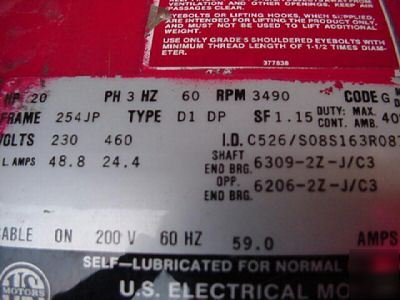 VENTILATION AND OTHER OPENINGS, KEEP AIR
PASSAGES CLEAR.
EYEBOLTS OR LIFTING HOOKS, WHEN SUPPLIED,
ARE INTENDED FOR LIFTING THE PRODUCT ONLY,
AND MUST NOT BE USED TO LIFT ADDITIONAL
WEIGHT.
USE ONLY GRADE 5 SHOULDERED EYEBOLTS WITH
MINIMUM THREAD LENGTH OF 1-1/2 TIMES DIAM-
ETER.
377838
HP 20 PH 3 HZ 60 RPM 3490 CODE G
FRAME 254JP TYPE D1 DP SF 1.15 DUTY: MAX.
CONT. AMB. 40
VOLTS 230 460 I.D. C526/S08S163R087
L. AMPS 48.8 24.4 SHAFT END BRG. 6309-2Z-J/C3
OPP. END BRG. 6206-2Z-J/C3
ABLE ON 200 V 60 HZ 59.0 AMPS
SELF-LUBRICATED FOR NORMAL
MOTORS
U.S. ELECTRICAL MO